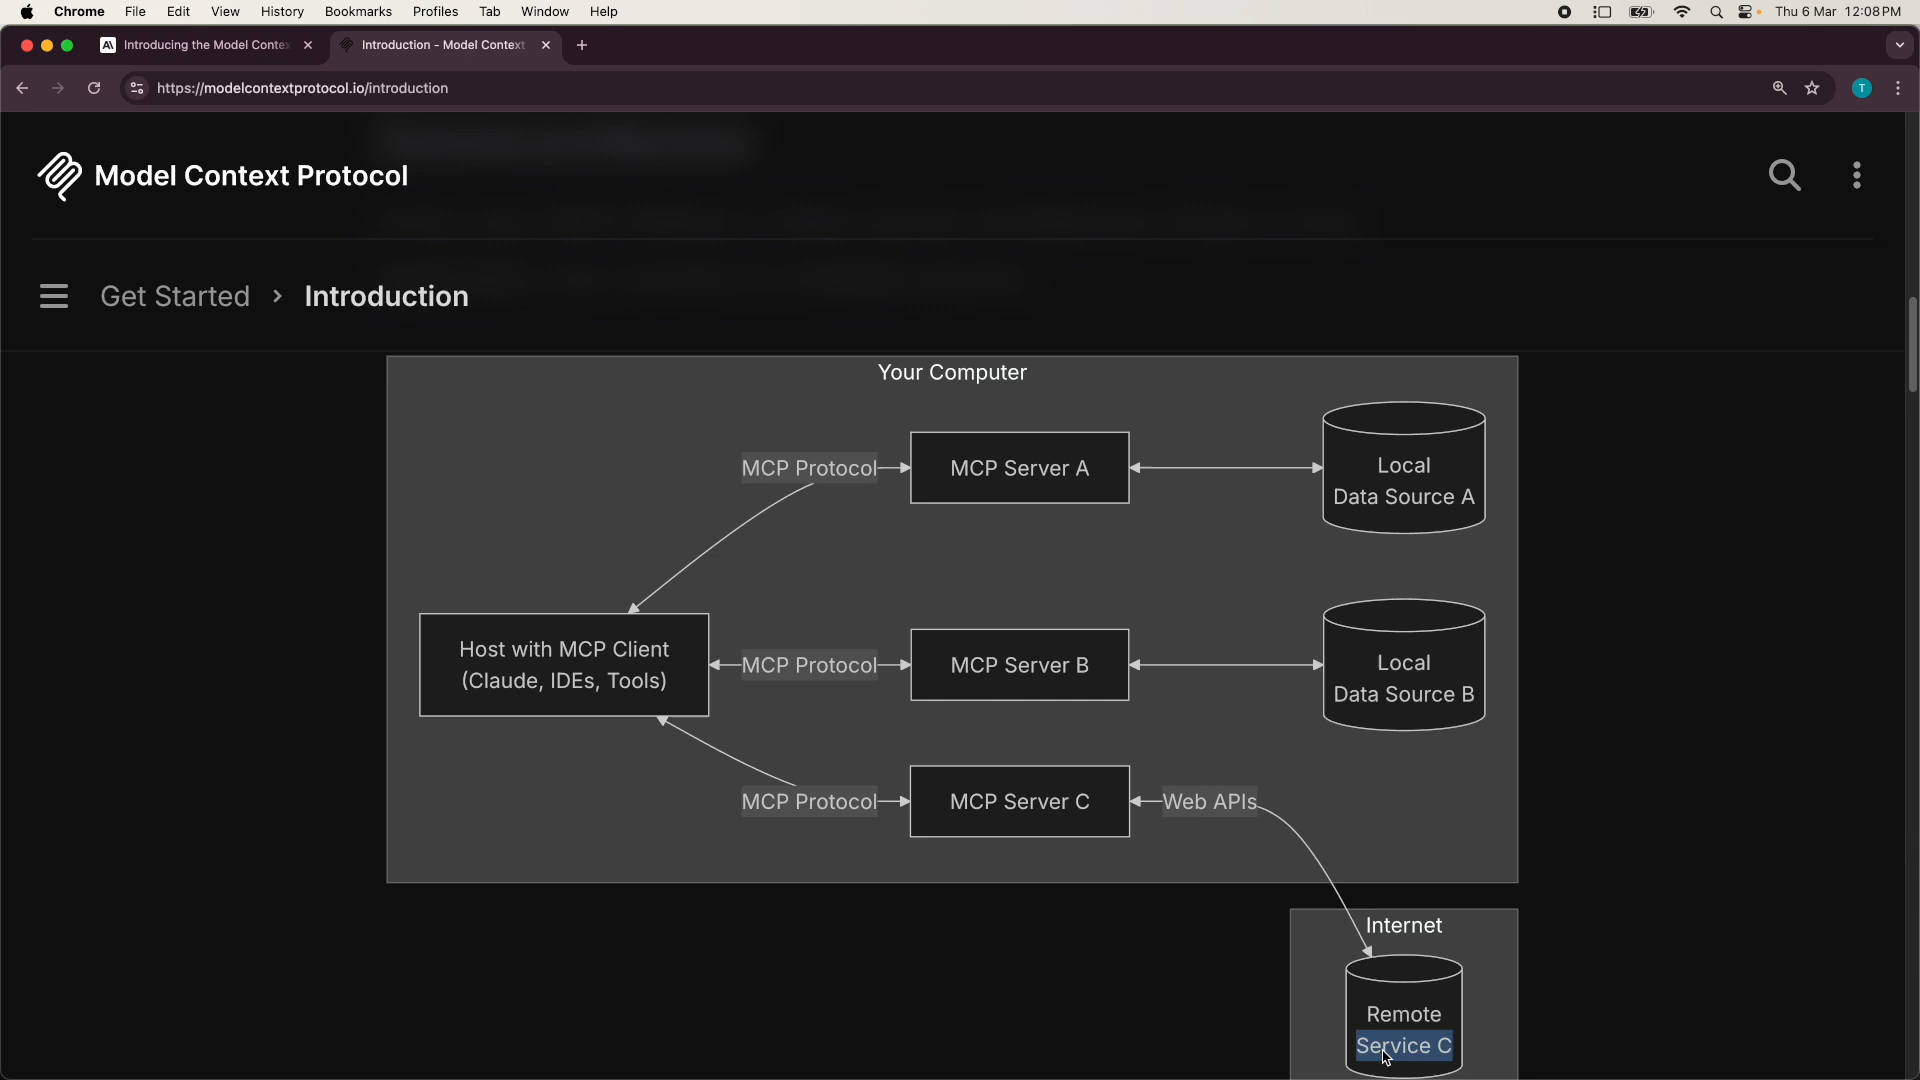 Chrome File Edit View History Bookmarks Profiles Tab Window Help Thu 6 Mar 12:08 PM
Introducing the Model Conte
Introduction - Model Context
https://modelcontextprotocol.io/introduction
T
Model Context Protocol
Get Started > Introduction
Your Computer
MCP Protocol
MCP Server A
Local
Data Source A
Host with MCP Client
(Claude, IDEs, Tools)
MCP Protocol
MCP Server B
Local
Data Source B
MCP Protocol
MCP Server C
Web APIs
Internet
Remote
Service C